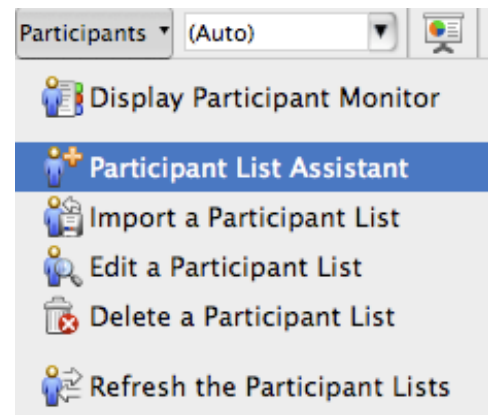 Participants (Auto)
Display Participant Monitor
Participant List Assistant
Import a Participant List
Edit a Participant List
Delete a Participant List
Refresh the Participant Lists